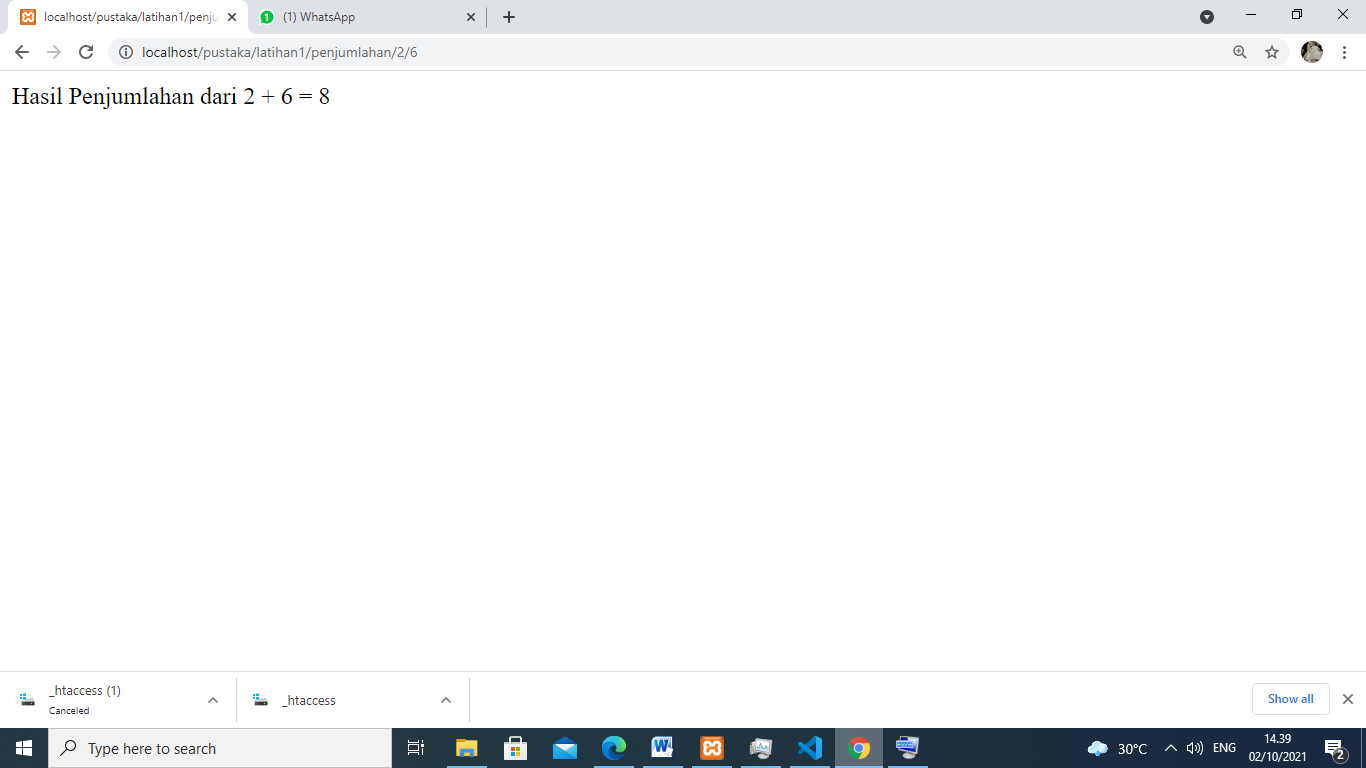 localhost/pustaka/latihan1/penju
(1) WhatsApp
localhost/pustaka/latihan1/penjumlahan/2/6
Hasil Penjumlahan dari 2 + 6 = 8
_htaccess (1)
Canceled
_htaccess
Show all
Type here to search
30°C
ENG
14.39
02/10/2021
2